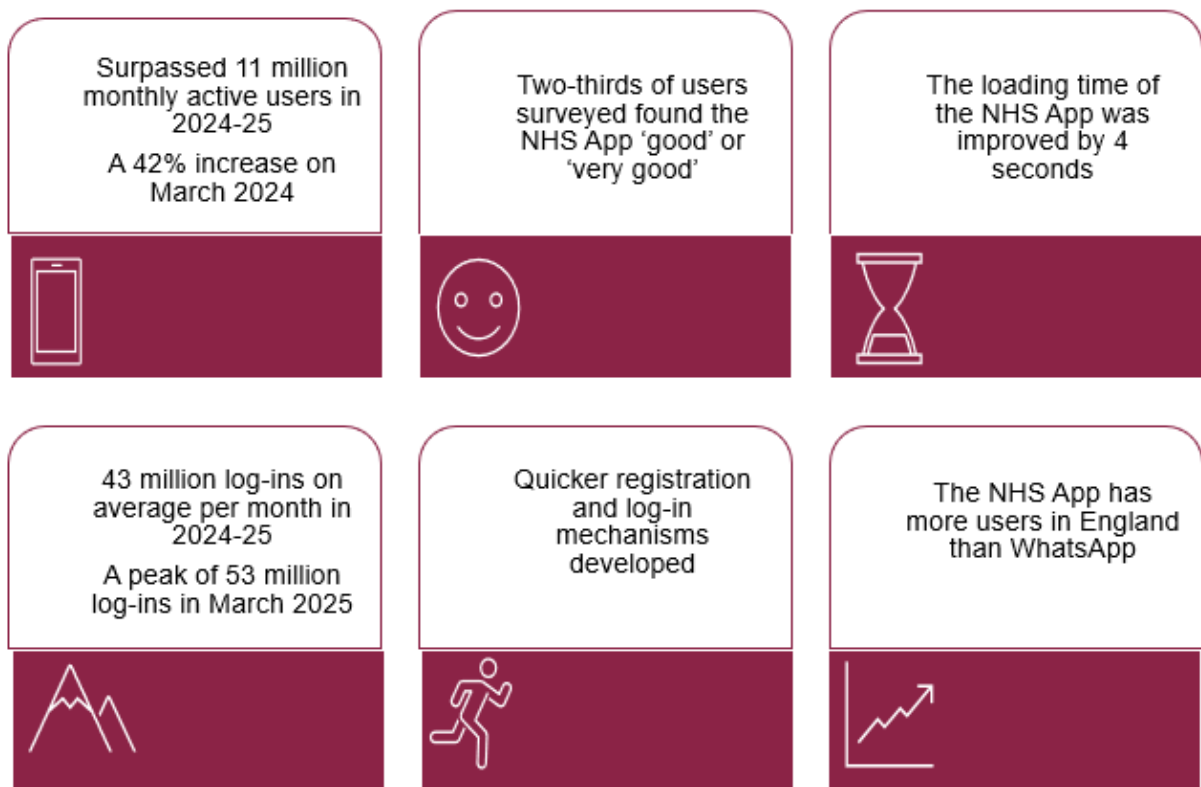 Surpassed 11 million
monthly active users in
2024-25
A 42% increase on
March 2024
Two-thirds of users
surveyed found the
NHS App ‘good’ or
‘very good’
The loading time of
the NHS App was
improved by 4
seconds
43 million log-ins on
average per month in
2024-25
A peak of 53 million
log-ins in March 2025
Quicker registration
and log-in
mechanisms
developed
The NHS App has
more users in England
than WhatsApp